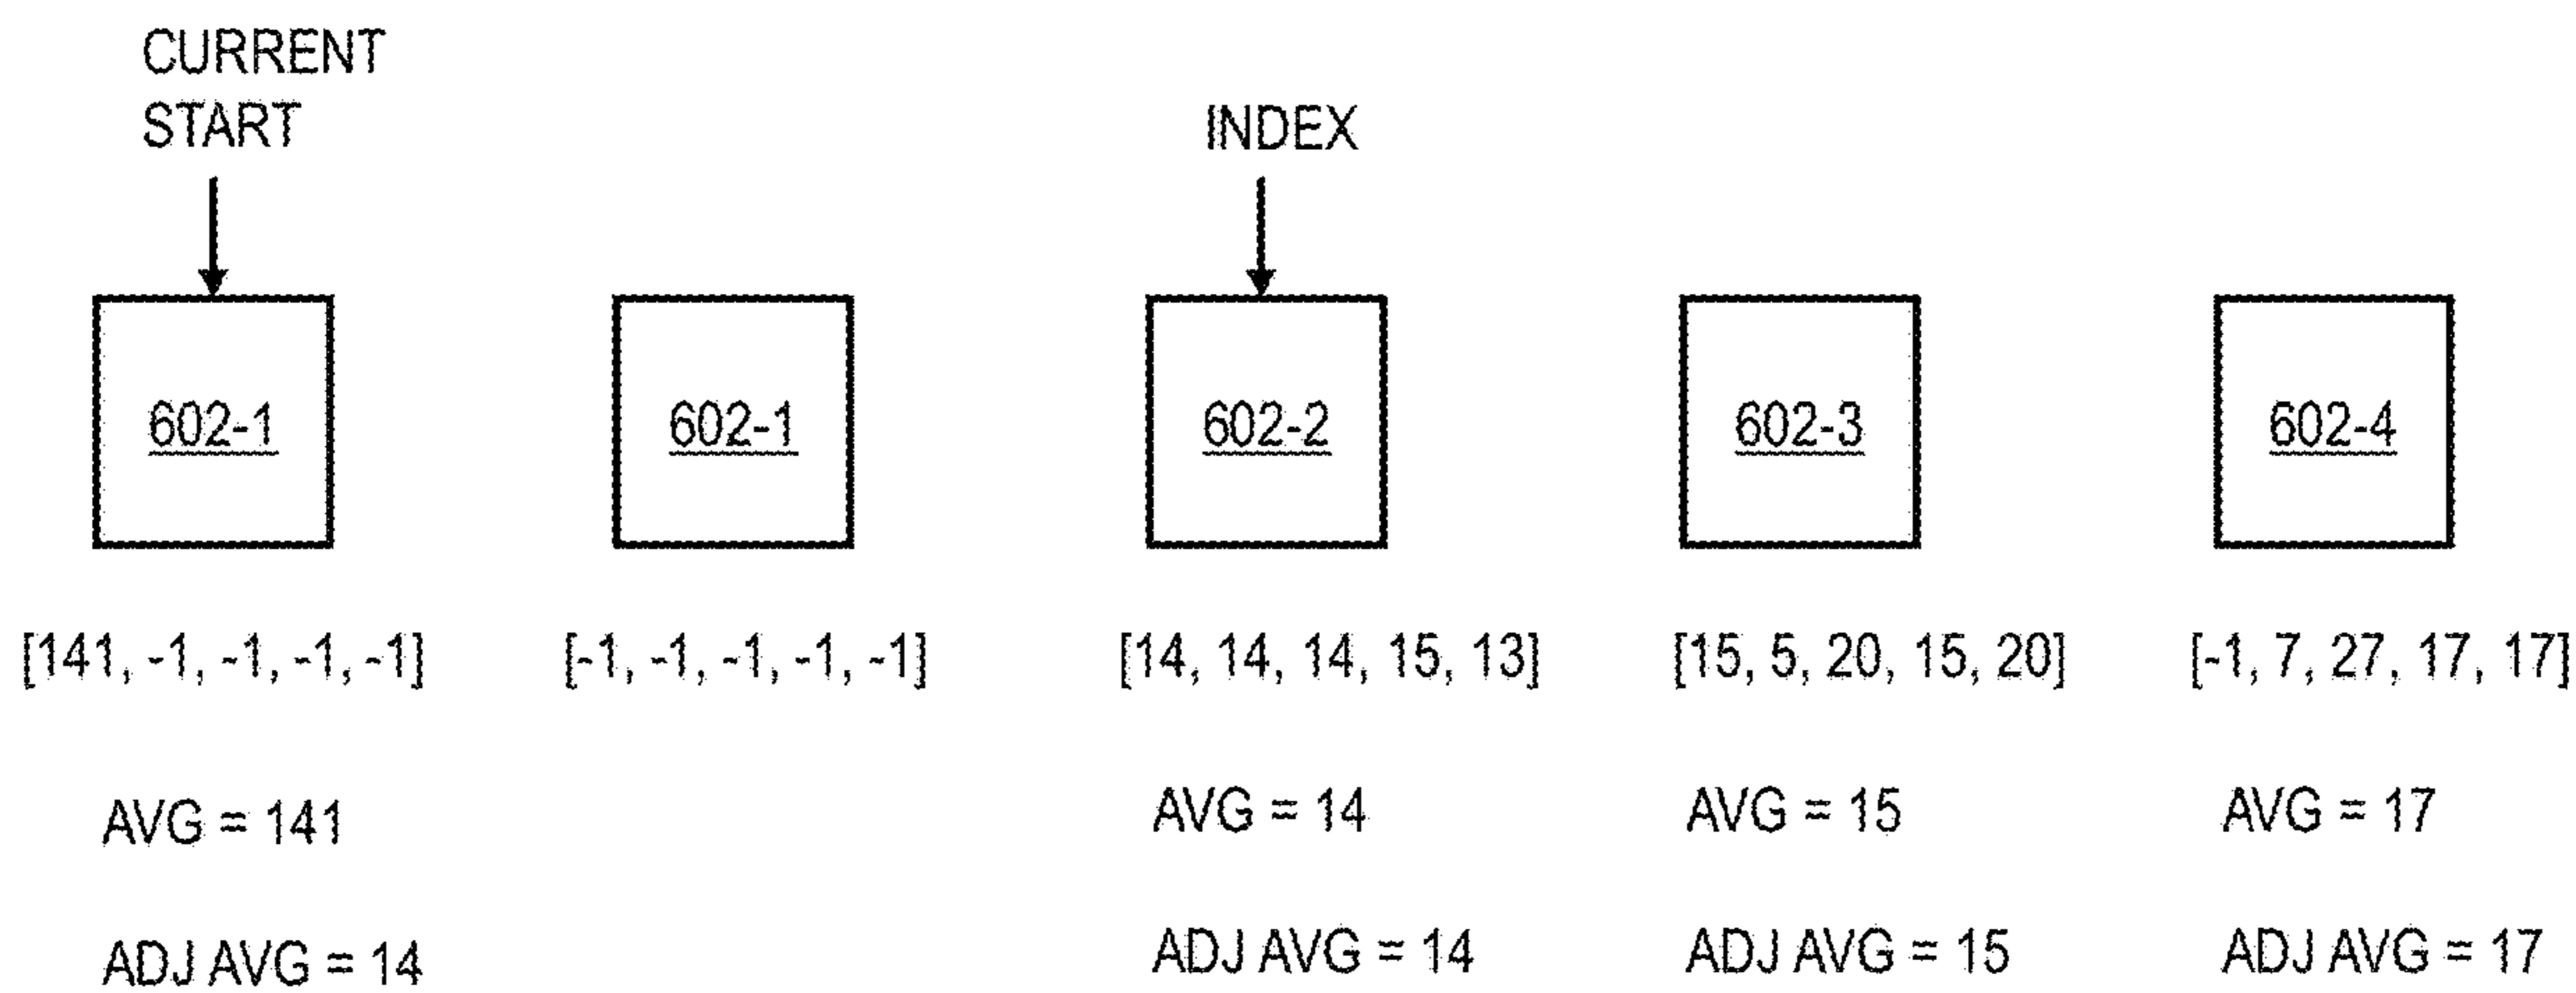 CURRENT
START
INDEX
602-1 602-1 602-2 602-3 602-4
[141, -1, -1, -1, -1] [-1, -1, -1, -1, -1] [14, 14, 14, 15, 13] [15, 5, 20, 15, 20] [-1, 7, 27, 17, 17]
AVG = 141 AVG = 14 AVG = 15 AVG = 17
ADJ AVG = 14 ADJ AVG = 14 ADJ AVG = 15 ADJ AVG = 17